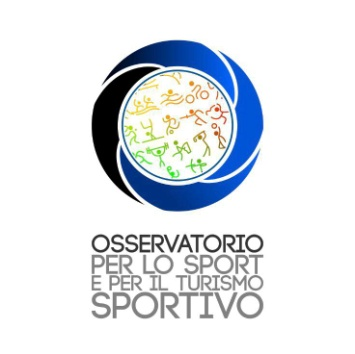 OSSERVATORIO
PER LO SPORT
E PER IL TURISMO
SPORTIVO